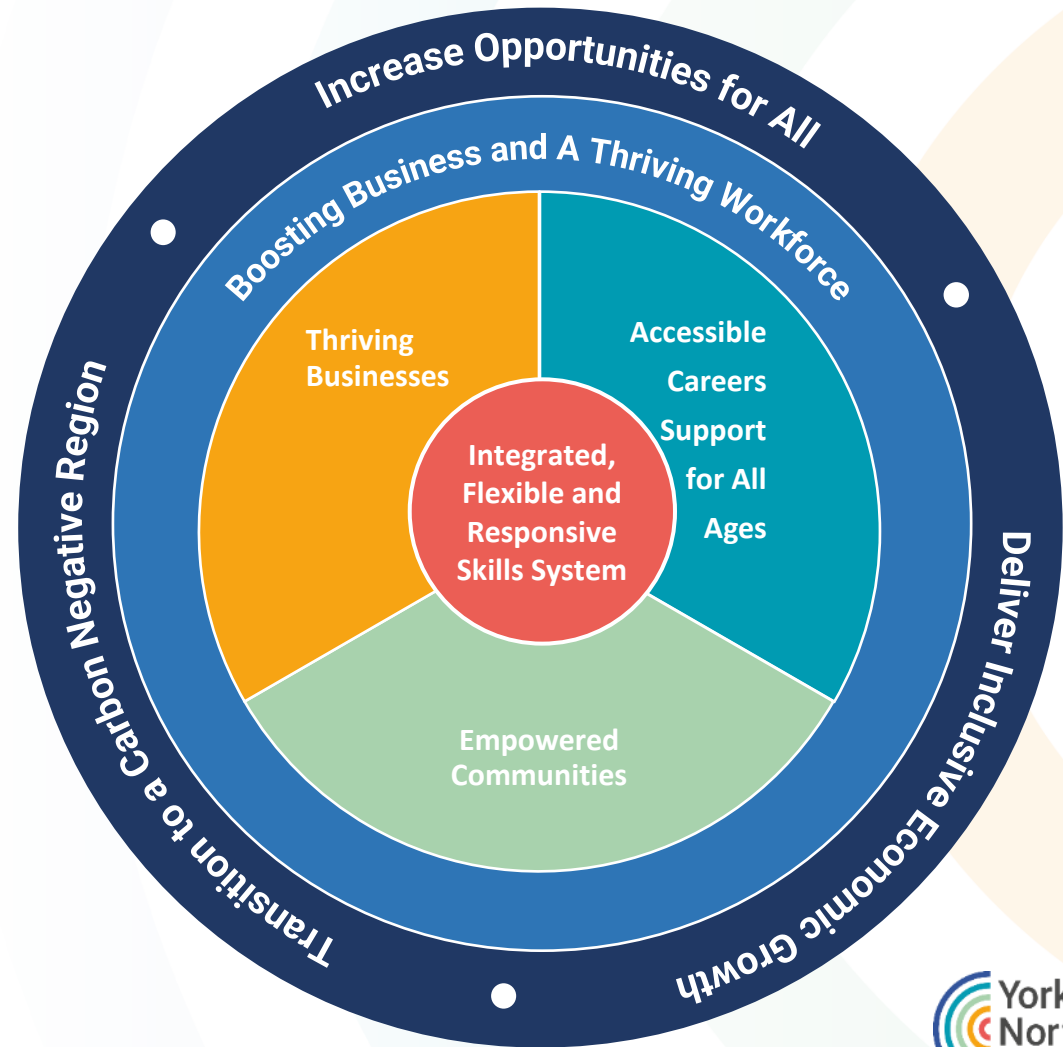 Increase Opportunities for All
Boosting Business and A Thriving Workforce
Thriving
Businesses
Accessible
Careers
Support
for All
Ages
Integrated,
Flexible and
Responsive
Skills System
Empowered
Communities
Transition to a Carbon Negative Region
Deliver Inclusive Economic Growth